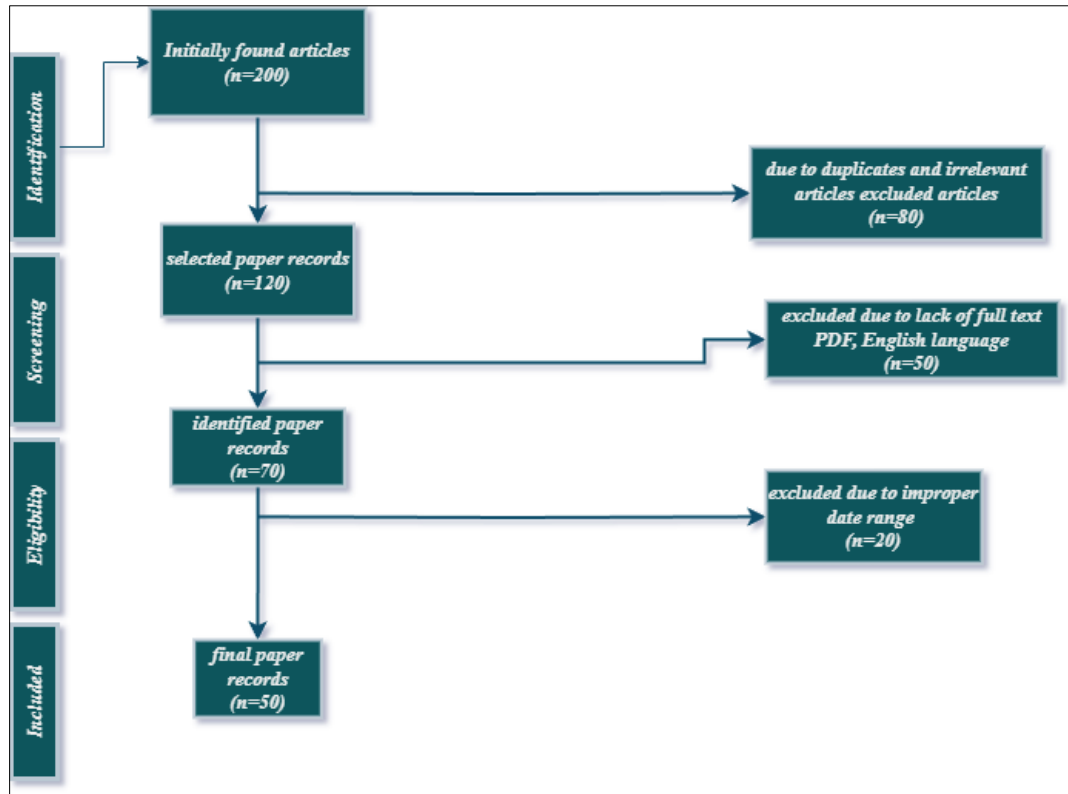 Identification
Initially found articles
(n=200)
due to duplicates and irrelevant
articles excluded articles
(n=80)
selected paper records
(n=120)
Screening
excluded due to lack of full text
PDF, English language
(n=50)
identified paper
records
(n=70)
Eligibility
excluded due to improper
date range
(n=20)
Included
final paper
records
(n=50)